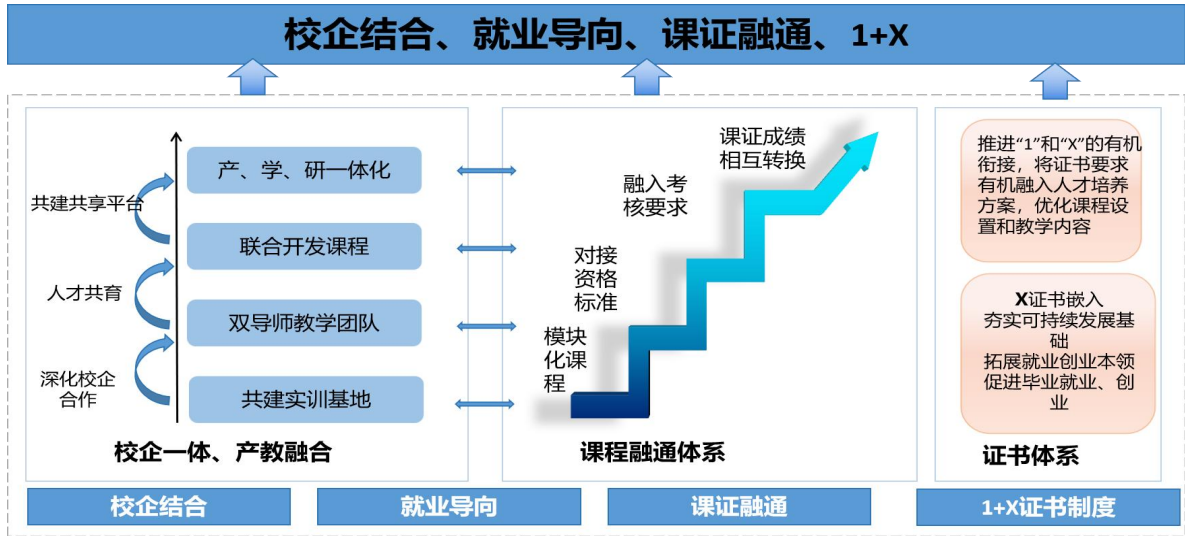 校企结合、就业导向、课证融通、1+X
产、学、研一体化
共建共享平台
联合开发课程
人才共育
双导师教学团队
深化校企
合作
共建实训基地
校企一体、产教融合
课证成绩
相互转换
融入考
核要求
对接
资格
标准
模块
化课
程
课程融通体系
推进“1”和“X”的有机
衔接，将证书要求
有机融入人才培养
方案，优化课程设
置和教学内容
X证书嵌入
夯实可持续发展基
础
拓展就业创业本领
促进毕业就业、创
业
证书体系
校企结合
就业导向
课证融通
1+X证书制度